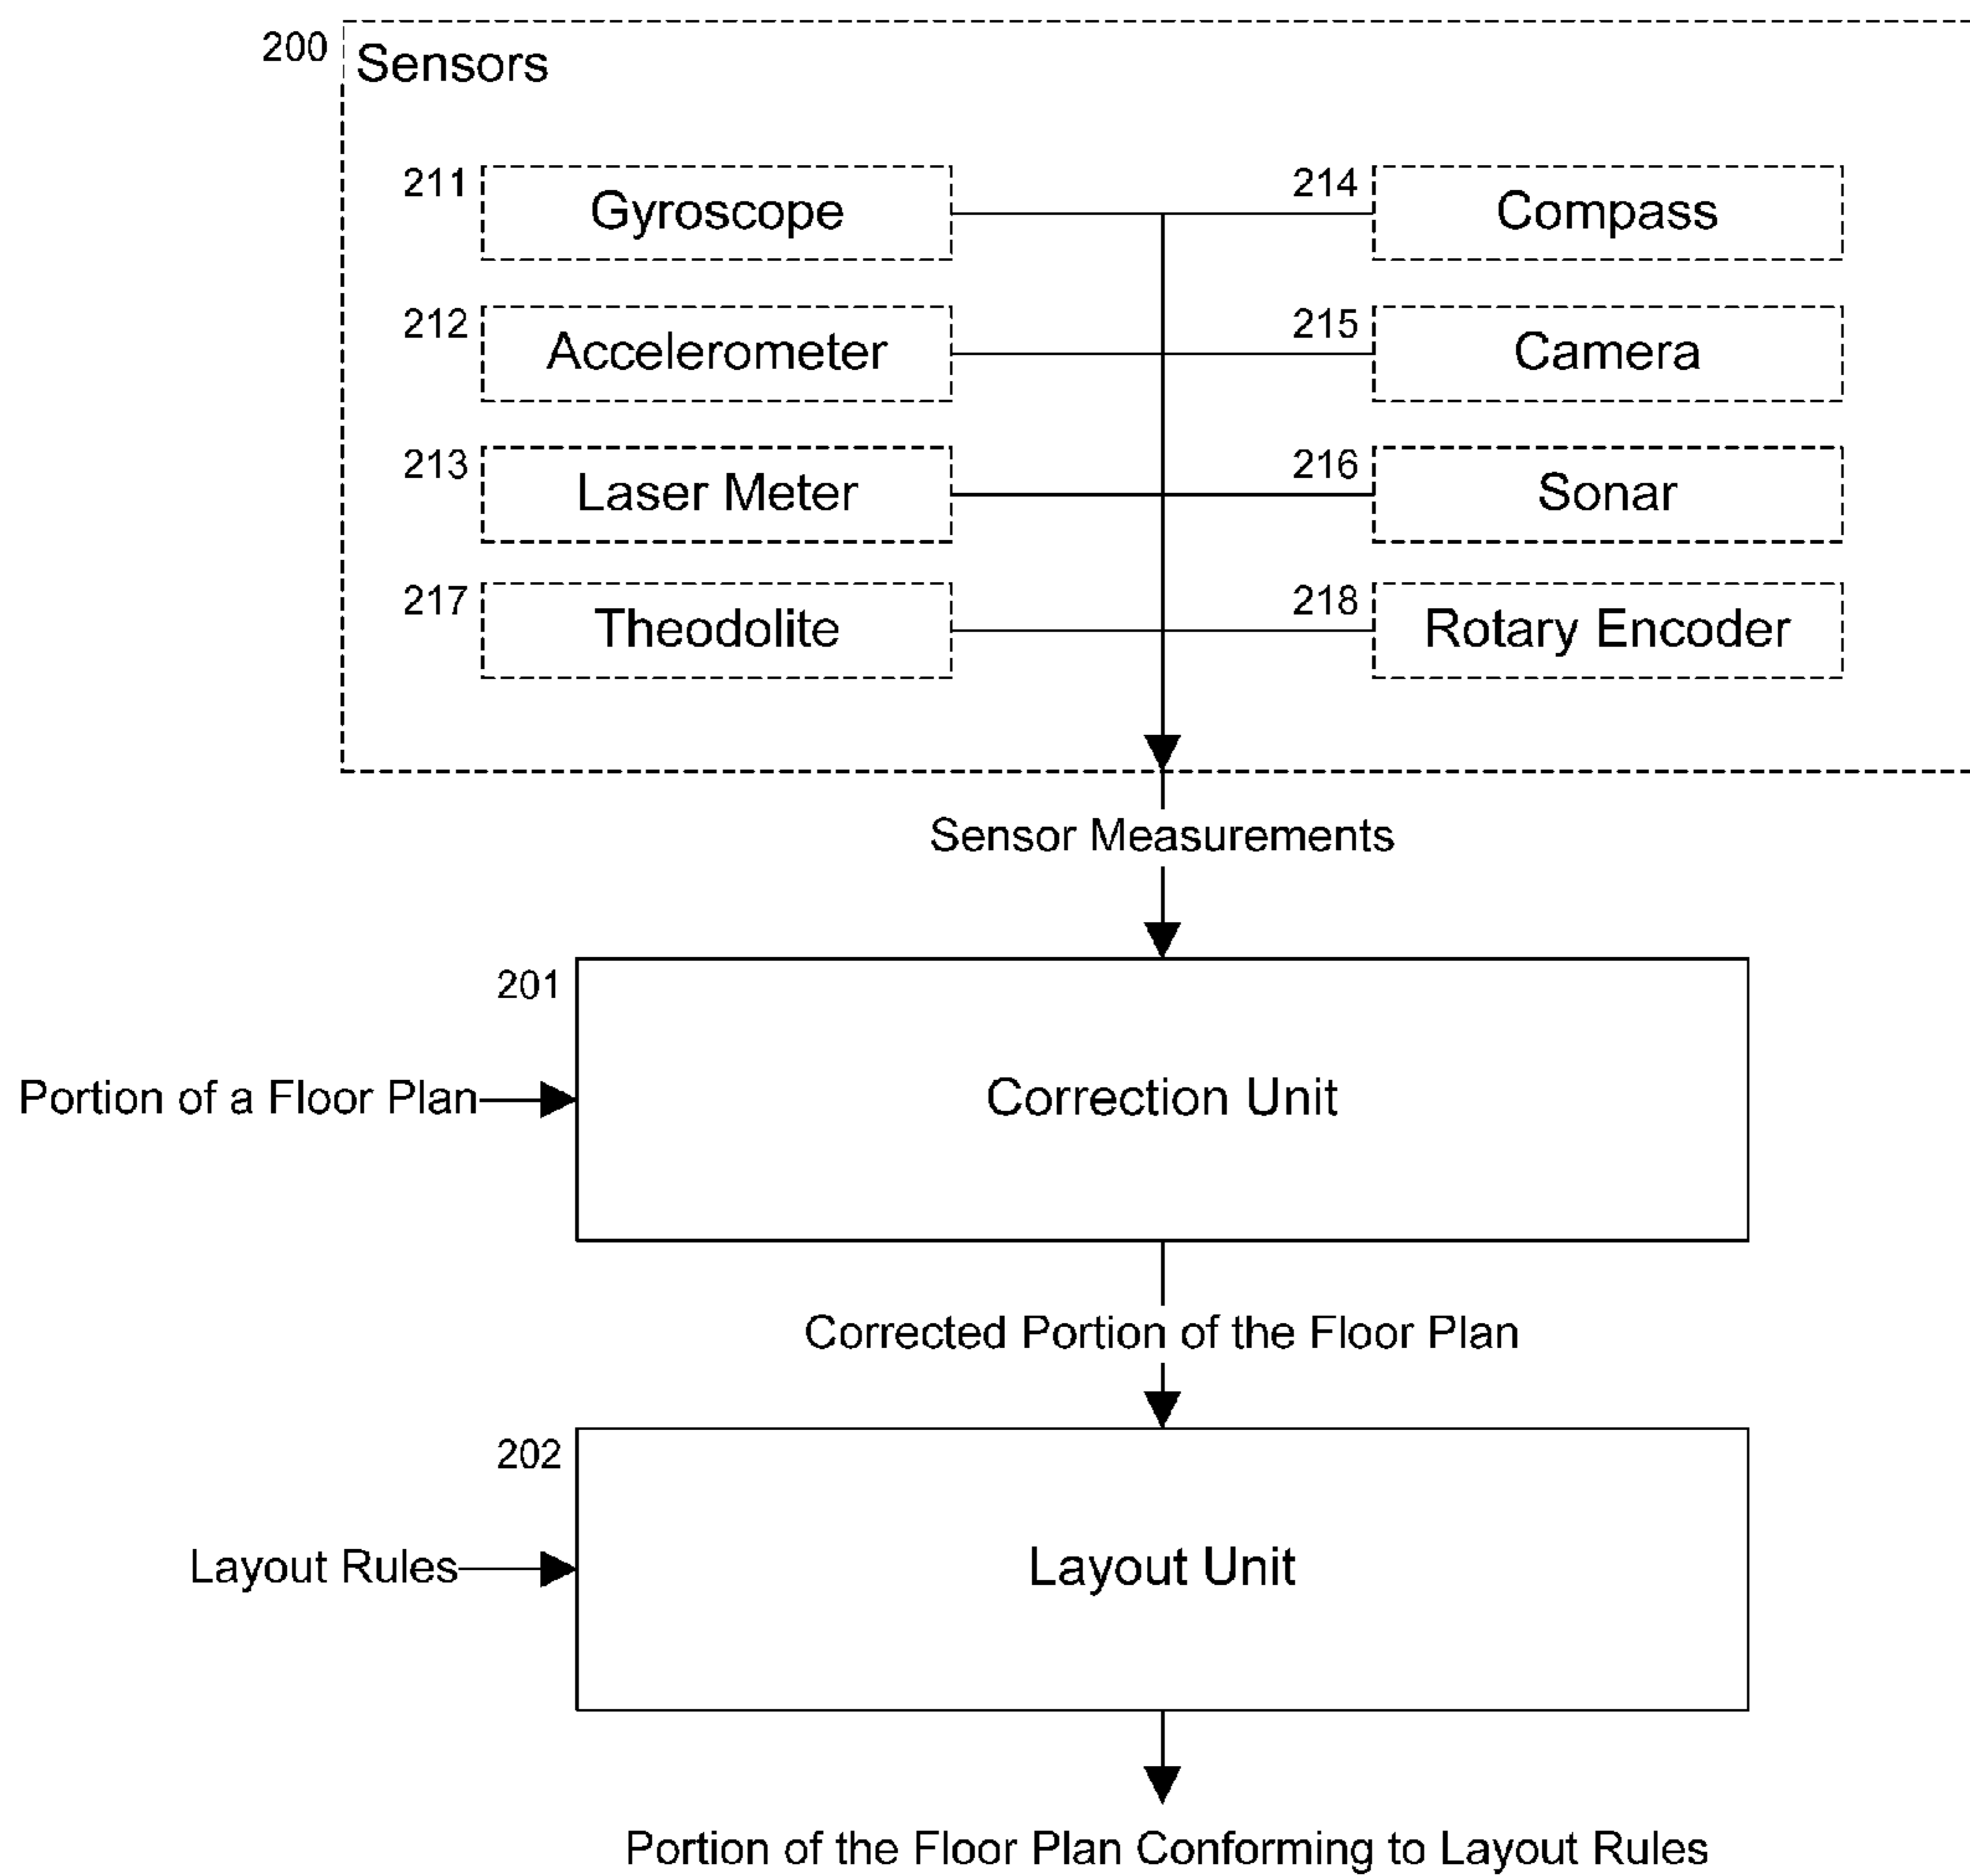 200
Sensors
211
Gyroscope
214
Compass
212
Accelerometer
215
Camera
213
Laser Meter
216
Sonar
217
Theodolite
218
Rotary Encoder
Sensor Measurements
201
Portion of a Floor Plan
Correction Unit
Corrected Portion of the Floor Plan
202
Layout Rules
Layout Unit
Portion of the Floor Plan Conforming to Layout Rules